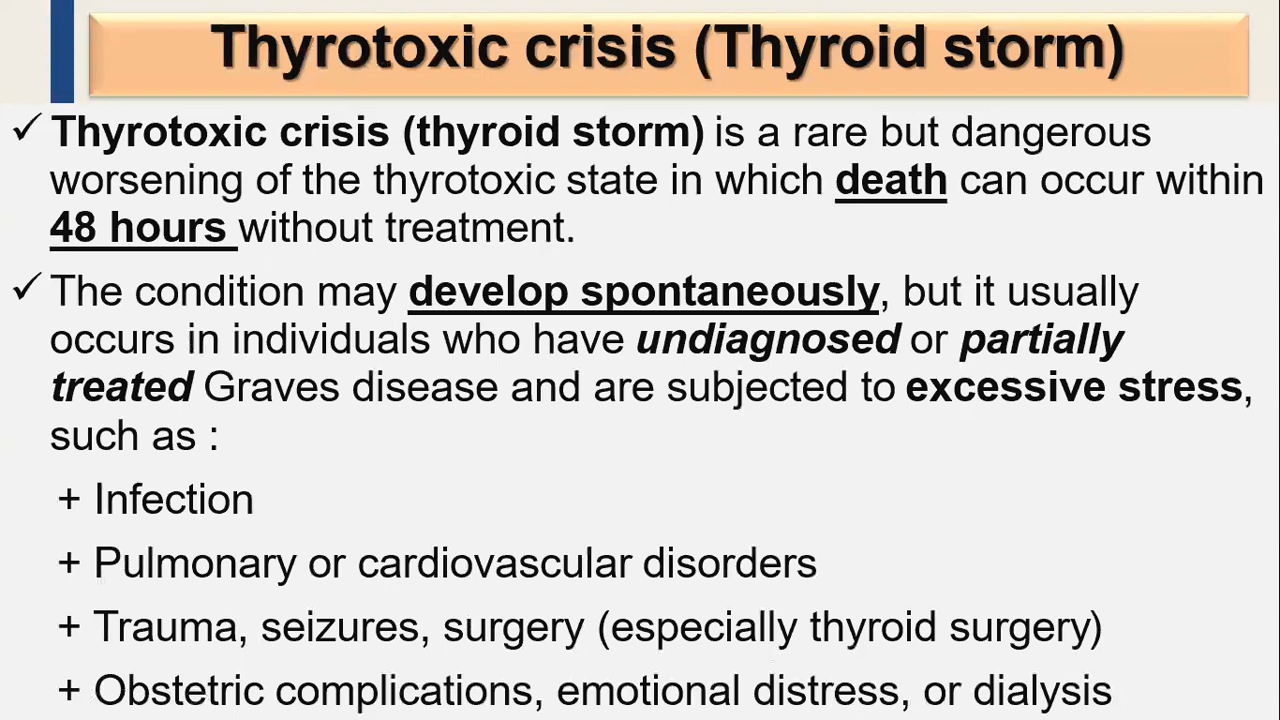 Thyrotoxic crisis (Thyroid storm)
✓ Thyrotoxic crisis (thyroid storm) is a rare but dangerous
worsening of the thyrotoxic state in which death can occur within
48 hours without treatment.
✓ The condition may develop spontaneously, but it usually
occurs in individuals who have undiagnosed or partially
treated Graves disease and are subjected to excessive stress,
such as :
+ Infection
+ Pulmonary or cardiovascular disorders
+ Trauma, seizures, surgery (especially thyroid surgery)
+ Obstetric complications, emotional distress, or dialysis